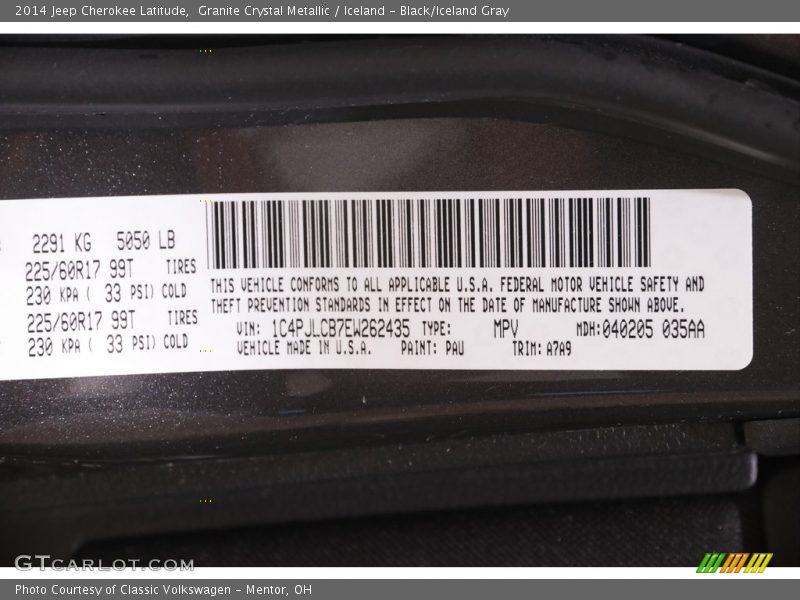 2014 Jeep Cherokee Latitude,  Granite Crystal Metallic / Iceland - Black/Iceland Gray
2291 KG   5050 LB
225/60R17 99T   TIRES
230 KPA ( 33 PSI) COLD
225/60R17 99T   TIRES
230 KPA ( 33 PSI) COLD
THIS VEHICLE CONFORMS TO ALL APPLICABLE U.S.A. FEDERAL MOTOR VEHICLE SAFETY AND
THEFT PREVENTION STANDARDS IN EFFECT ON THE DATE OF MANUFACTURE SHOWN ABOVE.
VIN: 1C4PJLCB7EW262435 TYPE:   MPV   MDH:040205 035AA
VEHICLE MADE IN U.S.A.   PAINT: PAU   TRIM: A7A9
GTCARLOT.COM
Photo Courtesy of Classic Volkswagen - Mentor, OH